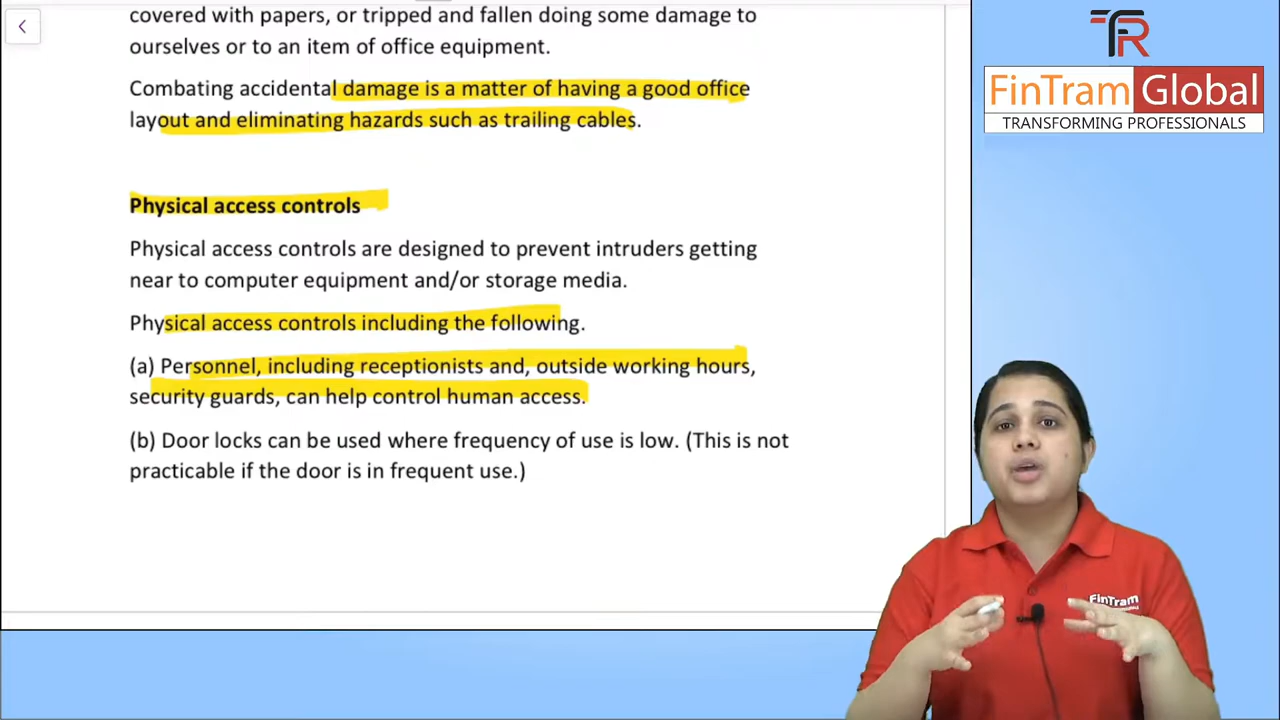 covered with papers, or tripped and fallen doing some damage to
ourselves or to an item of office equipment.
Combating accidental damage is a matter of having a good office
layout and eliminating hazards such as trailing cables.
Physical access controls
Physical access controls are designed to prevent intruders getting
near to computer equipment and/or storage media.
Physical access controls including the following.
(a) Personnel, including receptionists and, outside working hours,
security guards, can help control human access.
(b) Door locks can be used where frequency of use is low. (This is not
practicable if the door is in frequent use.)
FinTram Global
TRANSFORMING PROFESSIONALS
FinTram